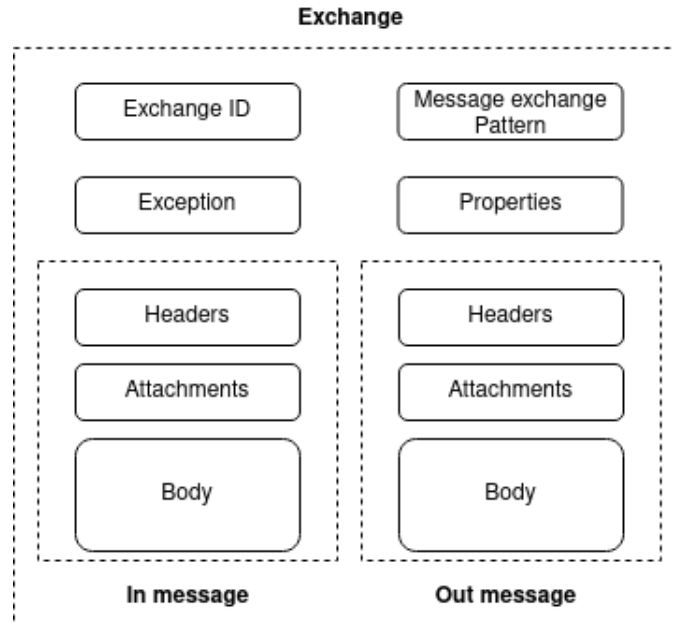 Exchange
Exchange ID
Message exchange
Pattern
Exception
Properties
Headers
Attachments
Body
In message
Headers
Attachments
Body
Out message